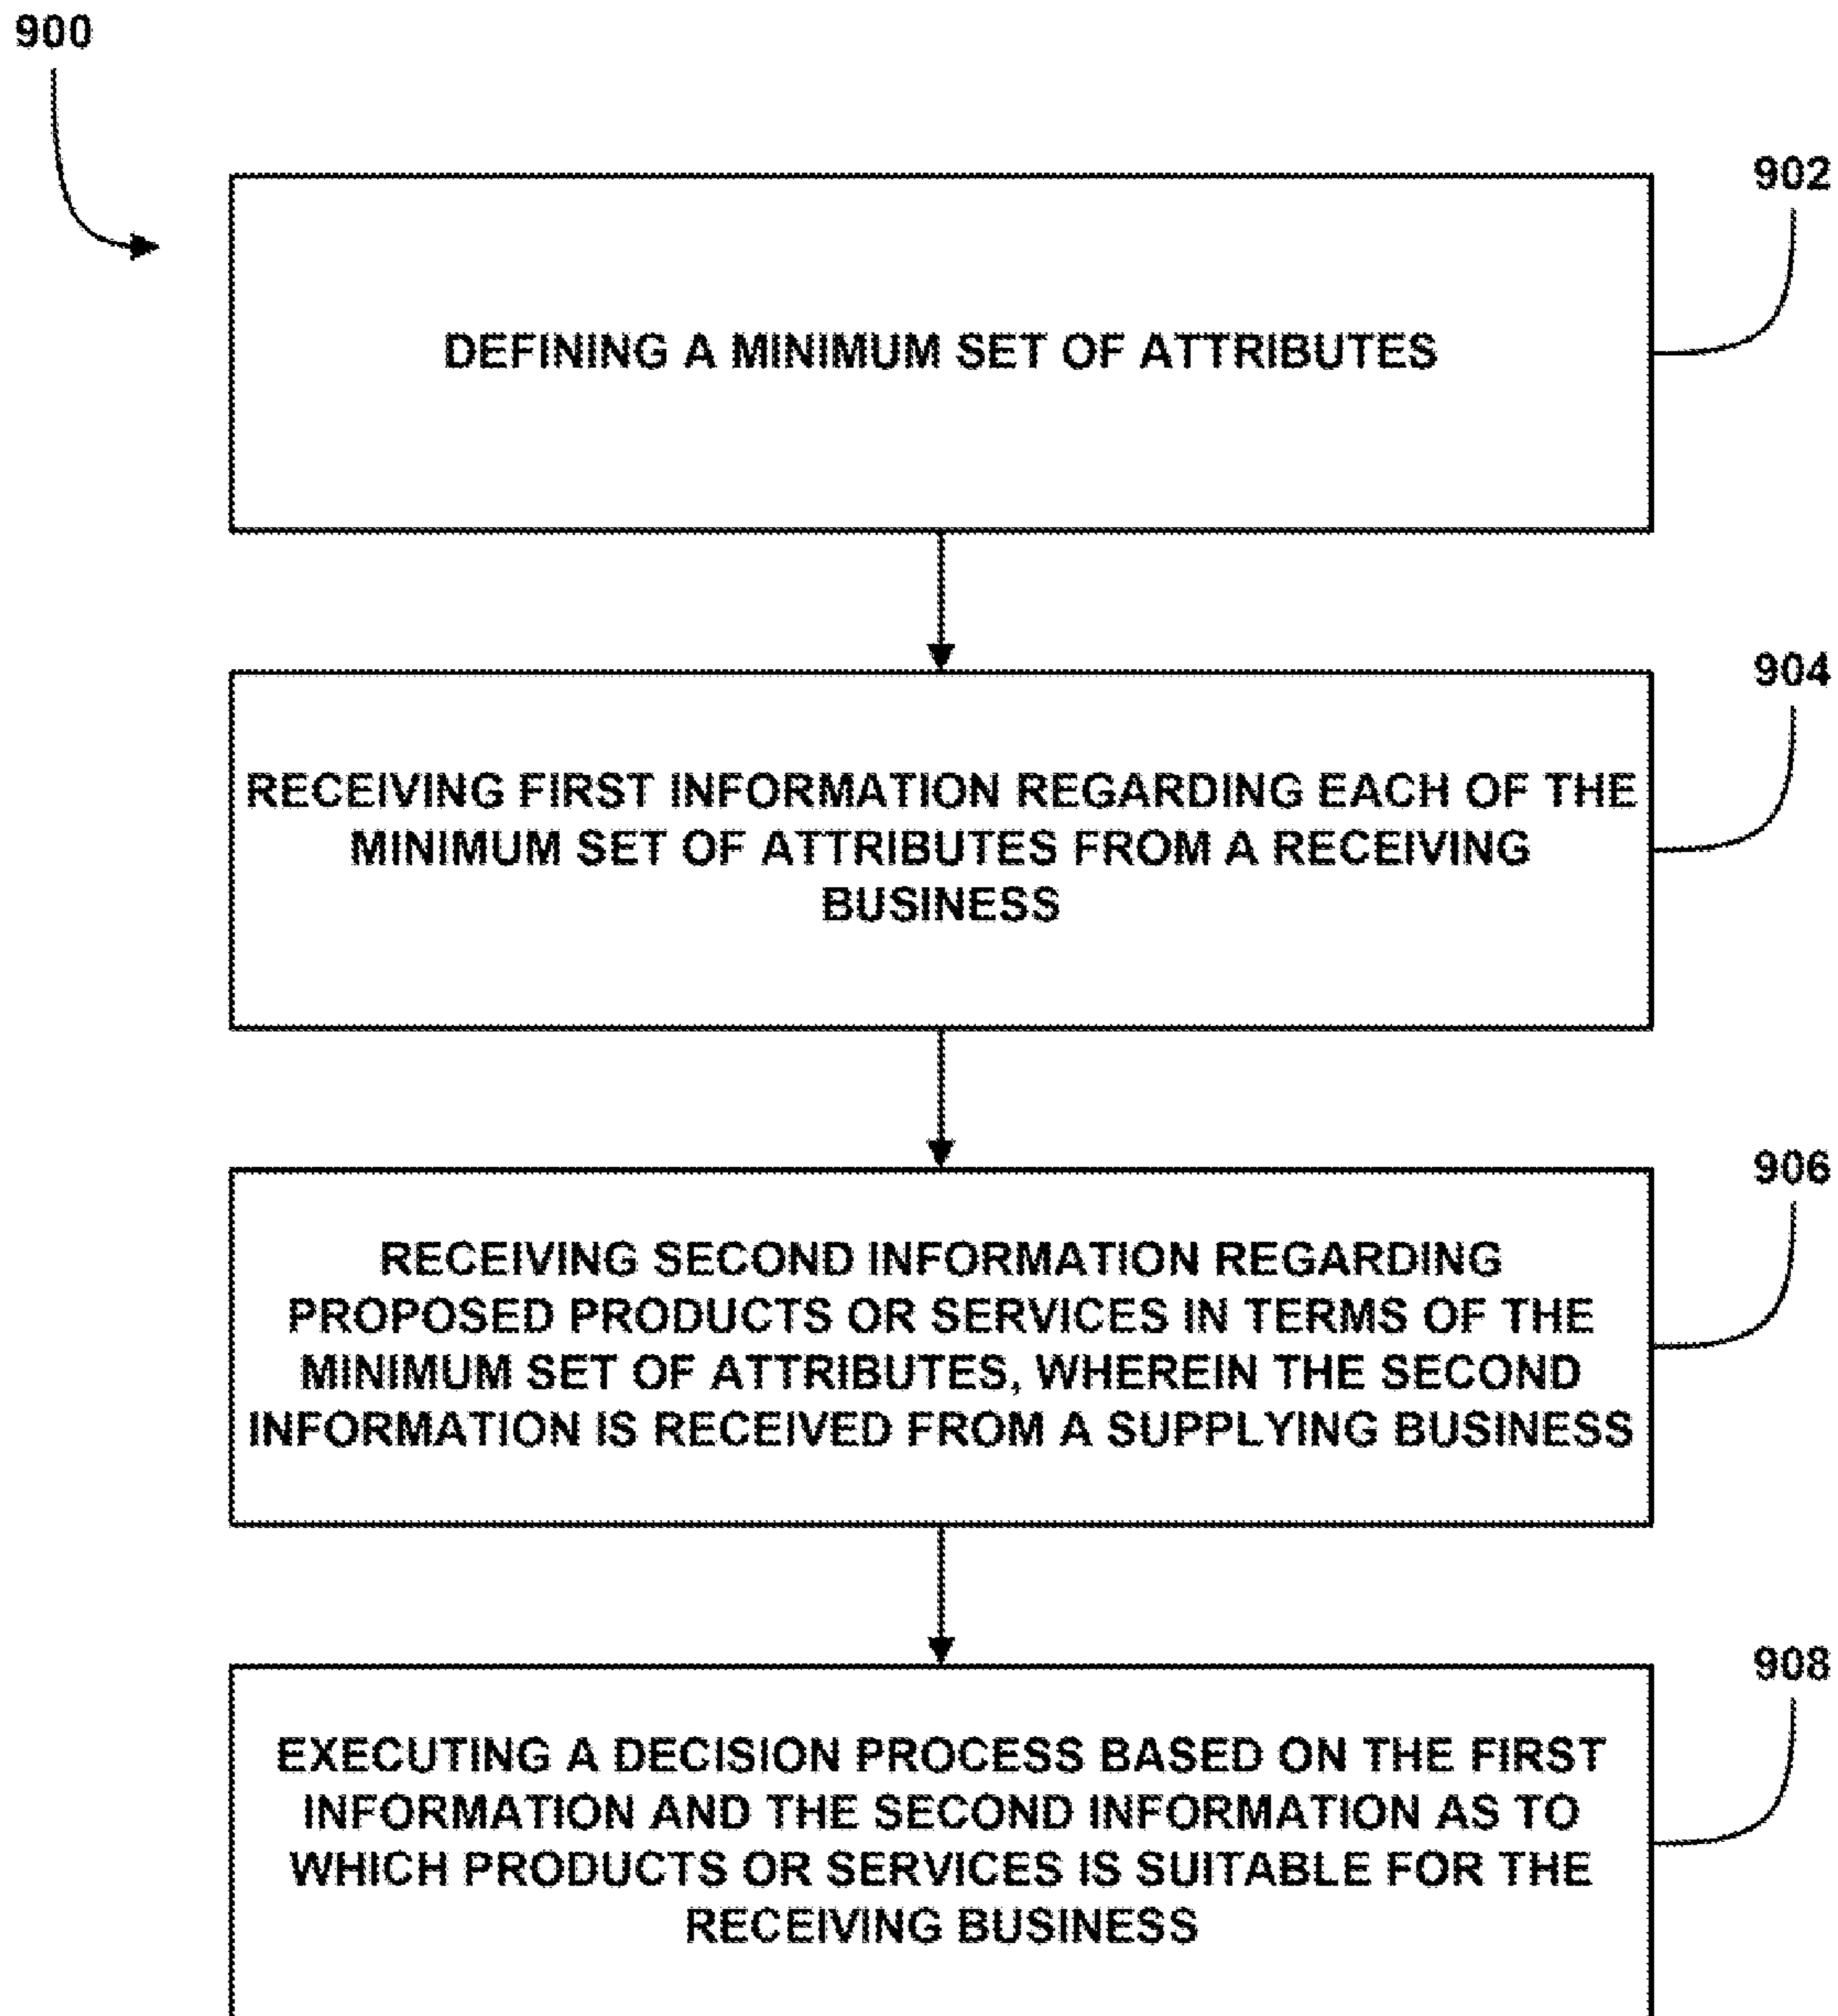 900
902
DEFINING A MINIMUM SET OF ATTRIBUTES
904
RECEIVING FIRST INFORMATION REGARDING EACH OF THE
MINIMUM SET OF ATTRIBUTES FROM A RECEIVING
BUSINESS
906
RECEIVING SECOND INFORMATION REGARDING
PROPOSED PRODUCTS OR SERVICES IN TERMS OF THE
MINIMUM SET OF ATTRIBUTES, WHEREIN THE SECOND
INFORMATION IS RECEIVED FROM A SUPPLYING BUSINESS
908
EXECUTING A DECISION PROCESS BASED ON THE FIRST
INFORMATION AND THE SECOND INFORMATION AS TO
WHICH PRODUCTS OR SERVICES IS SUITABLE FOR THE
RECEIVING BUSINESS